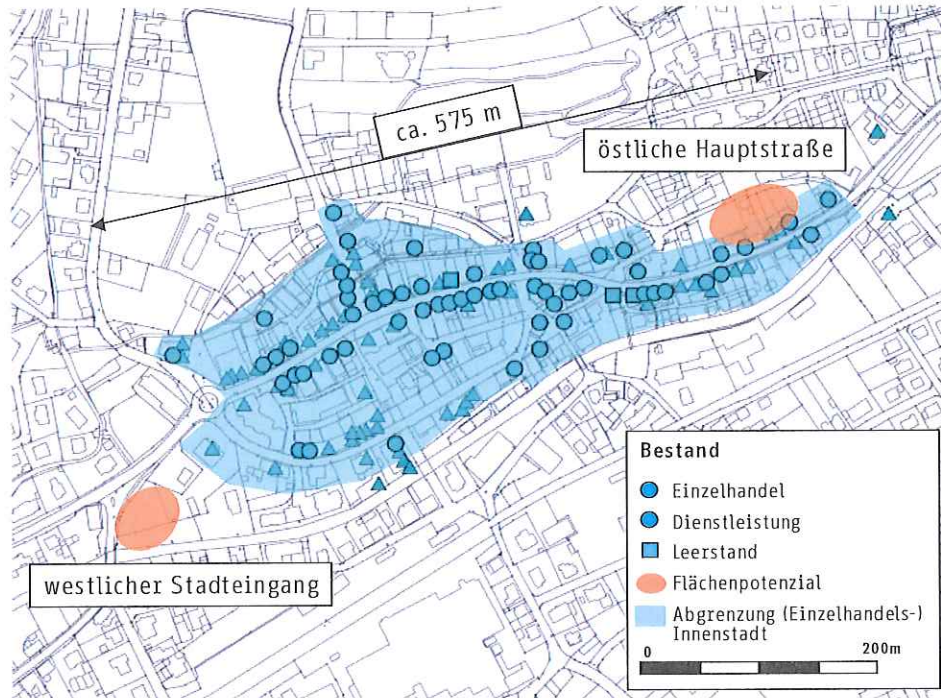 ca. 575 m
östliche Hauptstraße
westlicher Stadteingang
Bestand
Einzelhandel
Dienstleistung
Leerstand
Flächenpotenzial
Abgrenzung (Einzelhandels-)
Innenstadt
0 200m